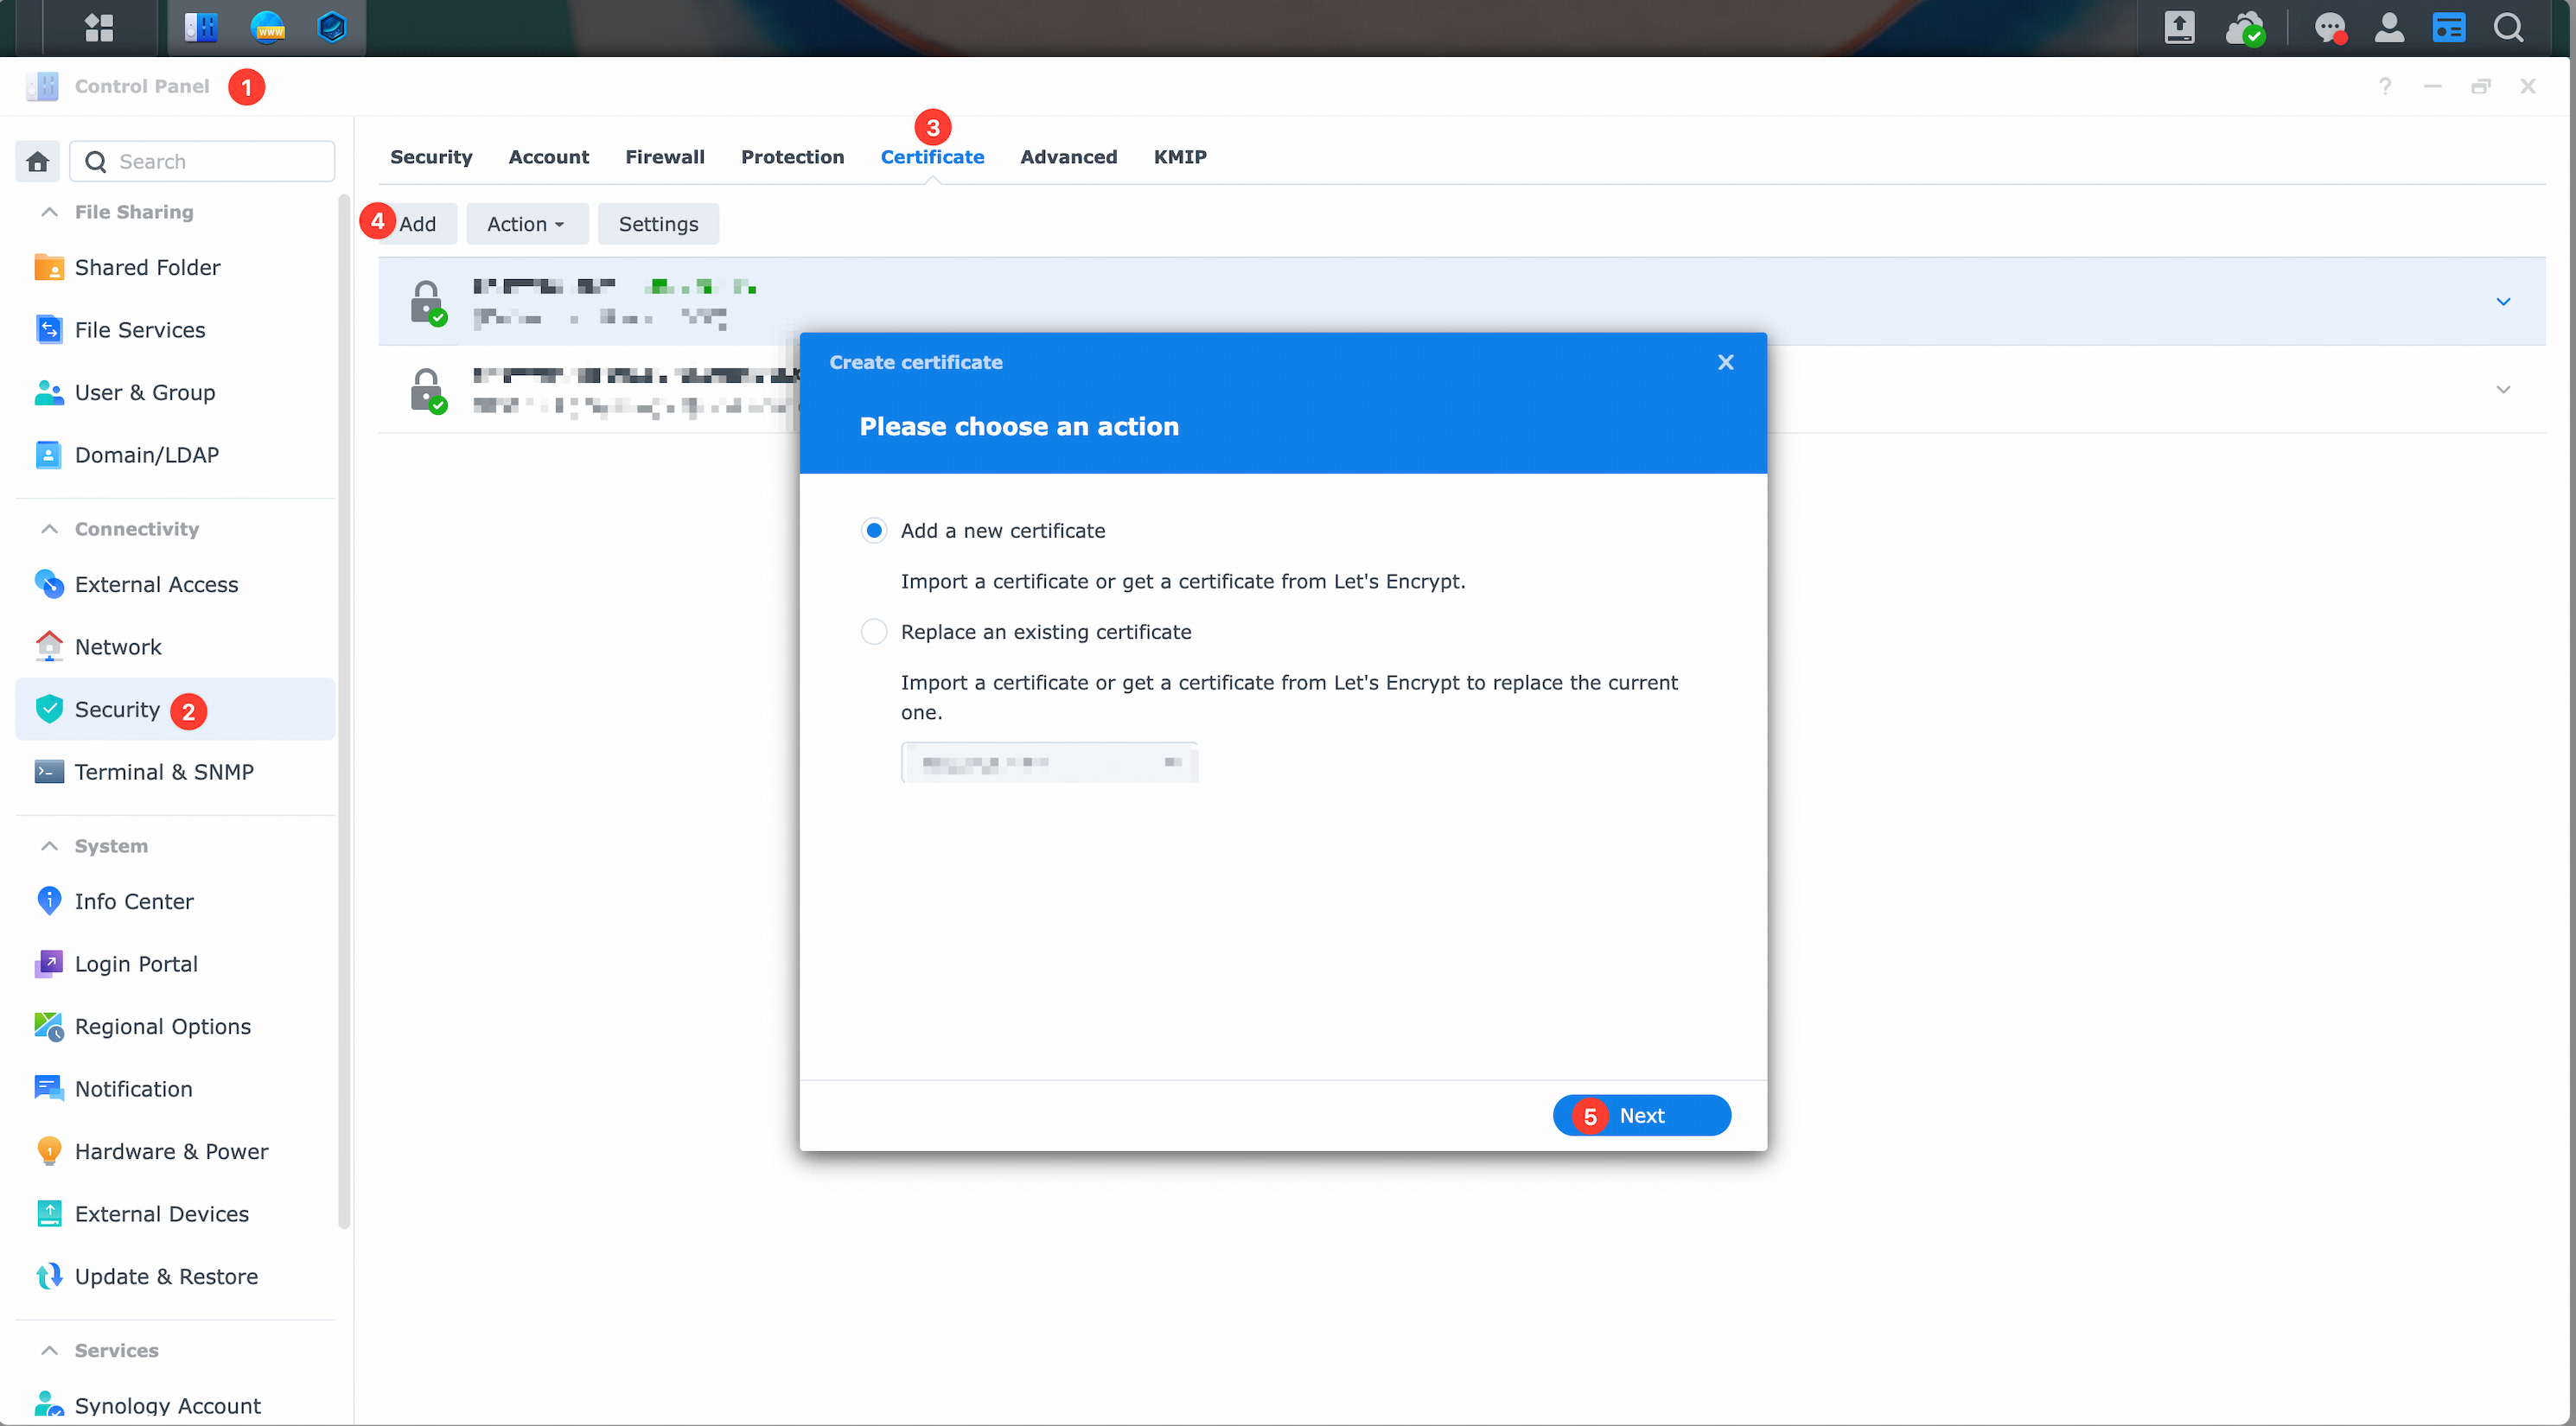 www
Control Panel 1
Search
File Sharing
Shared Folder
File Services
User & Group
Domain/LDAP
Connectivity
External Access
Network
Security 2
Terminal & SNMP
System
Info Center
Login Portal
Regional Options
Notification
Hardware & Power
External Devices
Update & Restore
Services
Synology Account
3
Security Account Firewall Protection Certificate Advanced KMIP
4 Add Action Settings
Create certificate
Please choose an action
Add a new certificate
Import a certificate or get a certificate from Let's Encrypt.
Replace an existing certificate
Import a certificate or get a certificate from Let's Encrypt to replace the current
one.
5 Next